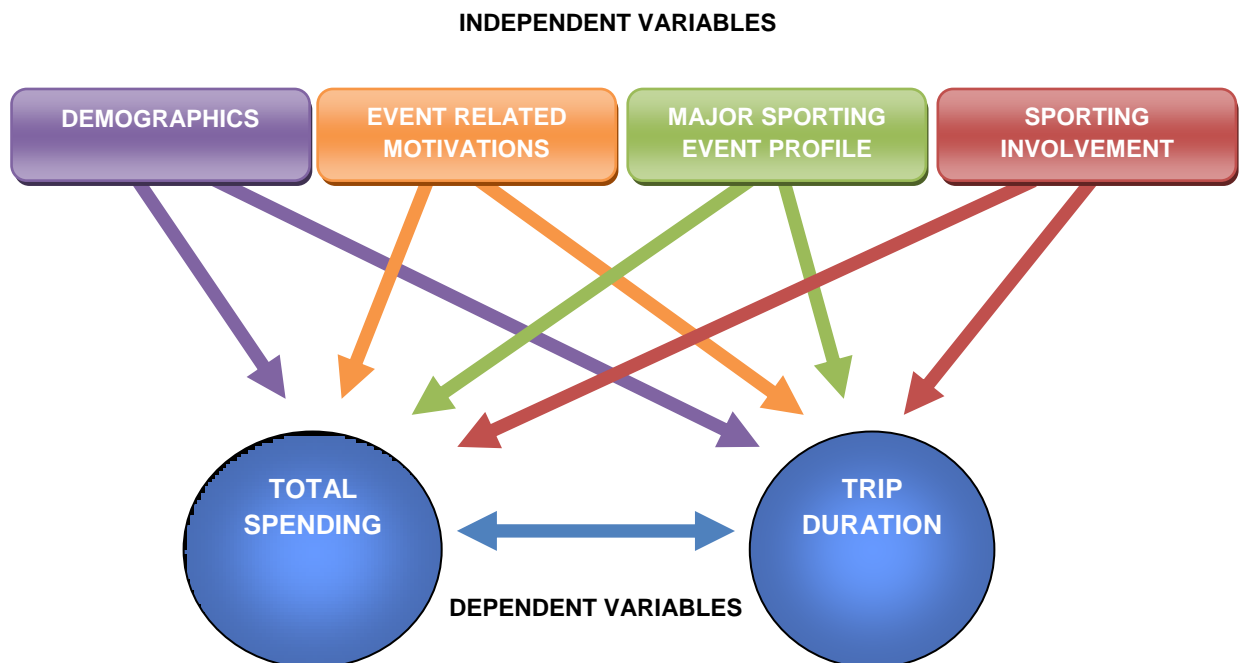 INDEPENDENT VARIABLES
DEMOGRAPHICS
EVENT RELATED
MOTIVATIONS
MAJOR SPORTING
EVENT PROFILE
SPORTING
INVOLVEMENT
TOTAL
SPENDING
TRIP
DURATION
DEPENDENT VARIABLES